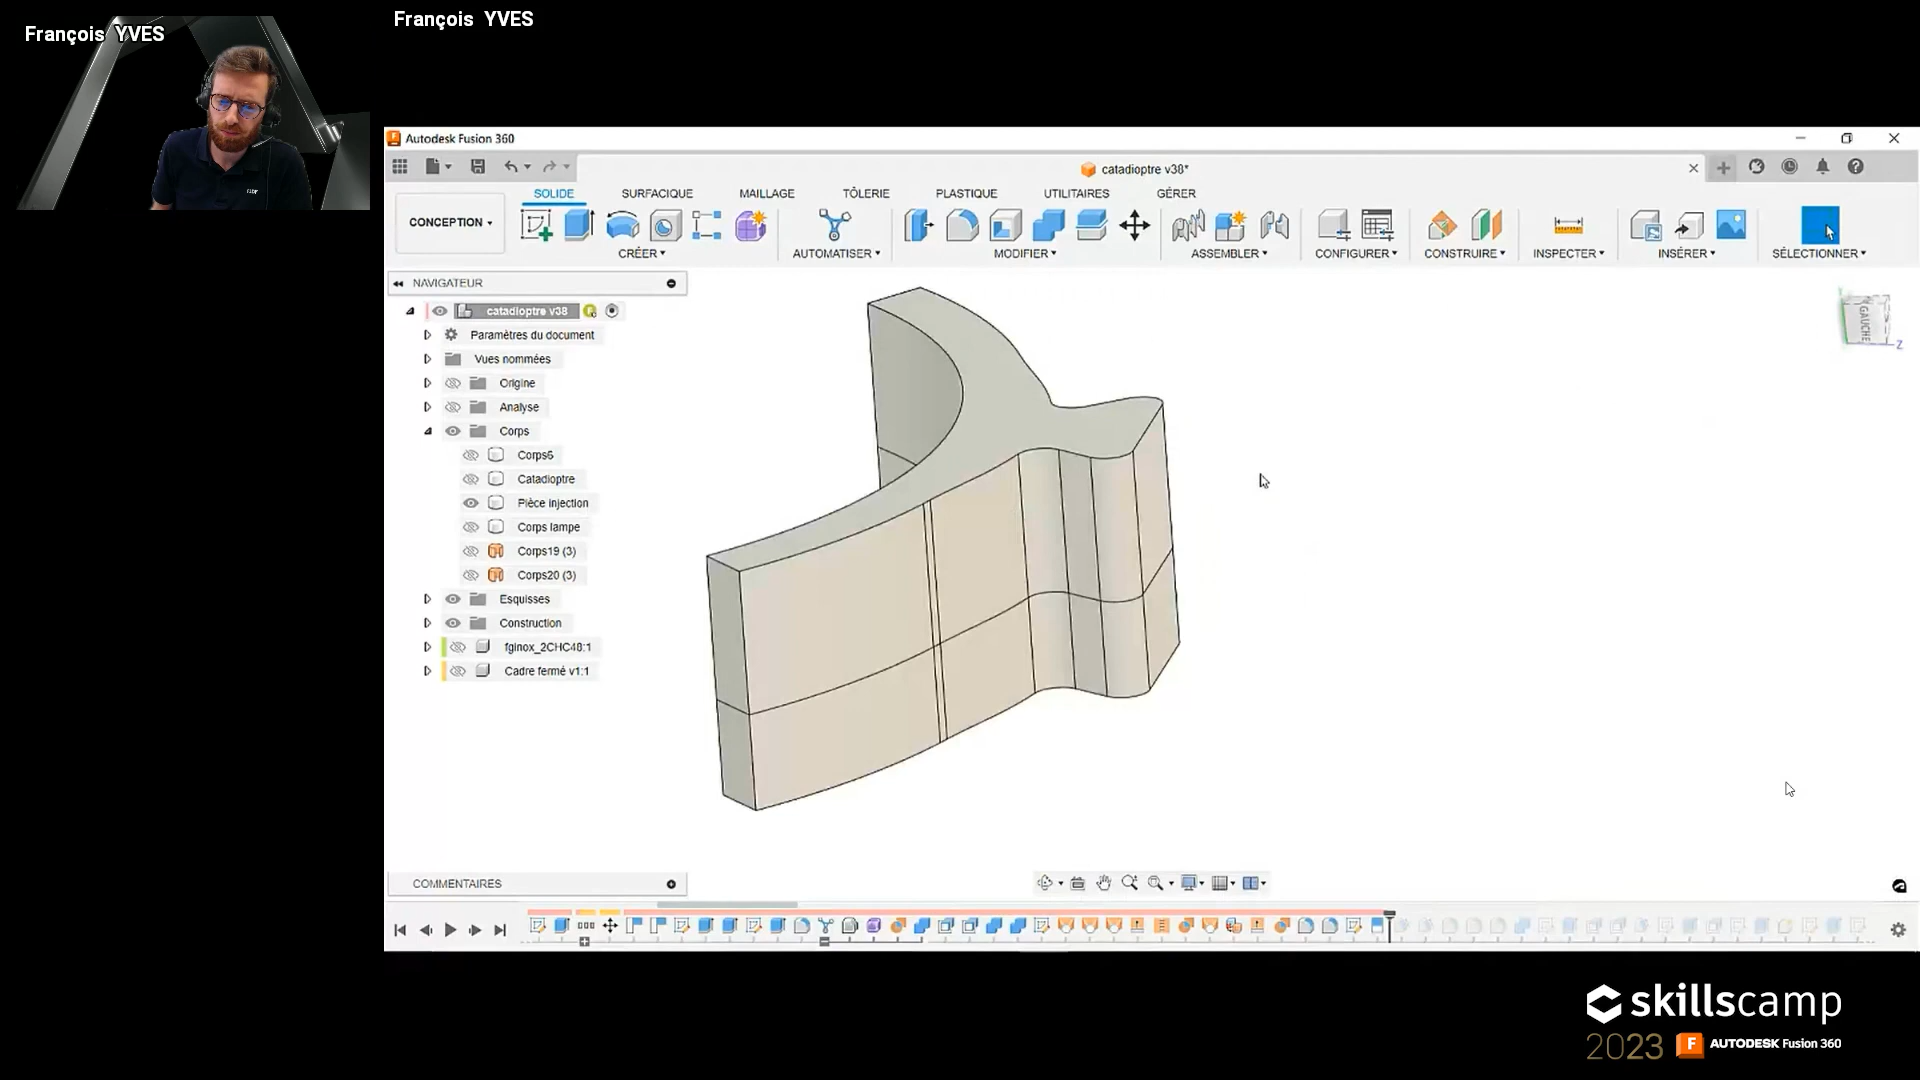 François YVES
François YVES
Autodesk Fusion 360
catadioptre v38*
SOLIDE SURFACIQUE MAILLAGE TÔLERIE PLASTIQUE UTILITAIRES GÉRER
CONCEPTION
CRÉER AUTOMATISER MODIFIER ASSEMBLER CONFIGURER CONSTRUIRE INSPECTER INSÉRER SÉLECTIONNER
NAVIGATEUR
catadioptre v38
Paramètres du document
Vues nommées
Origine
Analyse
Corps
Corps6
Catadioptre
Pièce injection
Corps lampe
Corps19 (3)
Corps20 (3)
Esquisses
Construction
fginox_2CHC48:1
Cadre fermé v1:1
GAUCHE
Z
COMMENTAIRES
skillscamp
2023 F AUTODESK Fusion 360